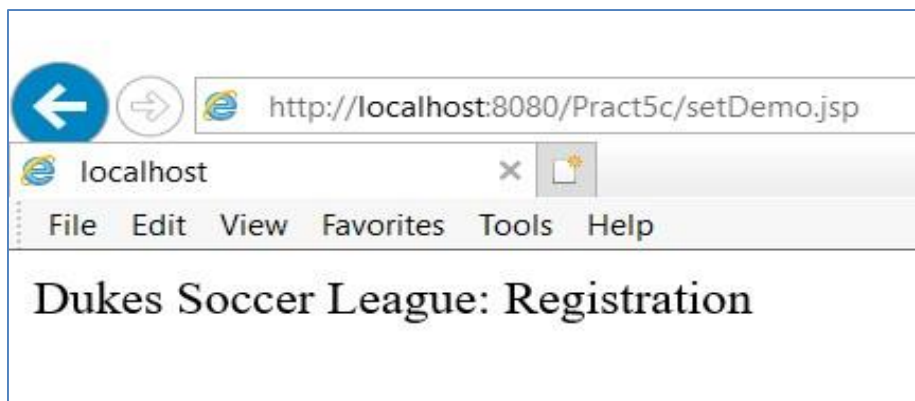 http://localhost:8080/Pract5c/setDemo.jsp
localhost
File Edit View Favorites Tools Help
Dukes Soccer League: Registration